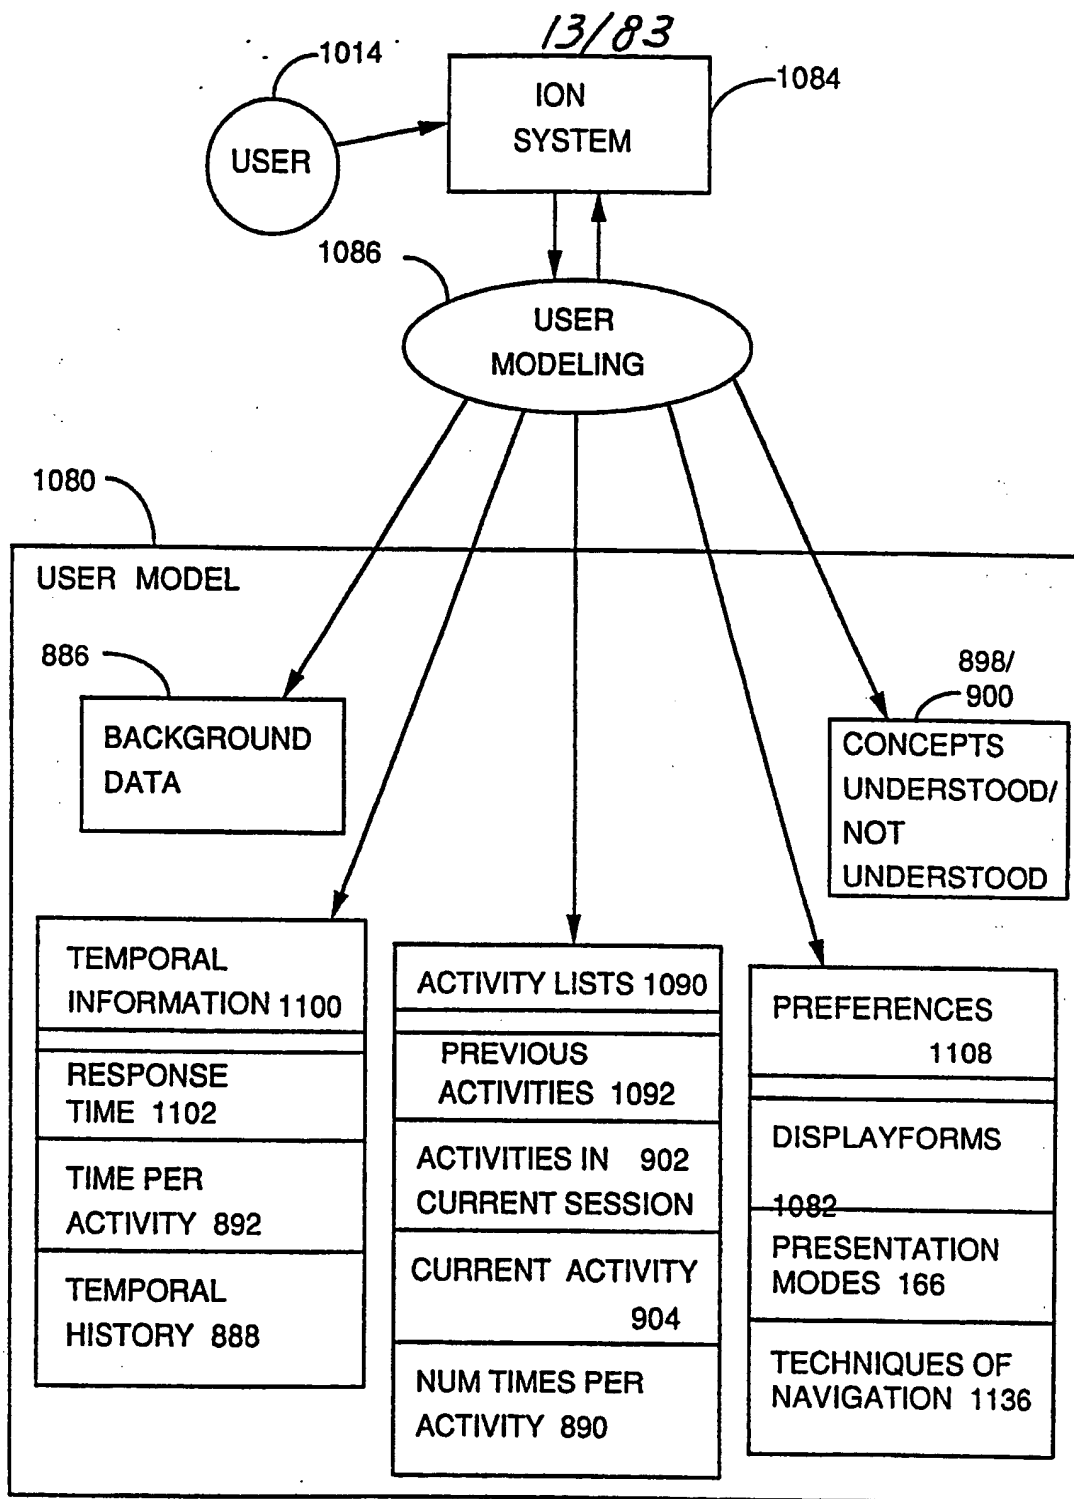 13/83
1014
ION
SYSTEM
1084
USER
1086
USER
MODELING
1080
USER MODEL
886
BACKGROUND
DATA
898/
900
CONCEPTS
UNDERSTOOD/
NOT
UNDERSTOOD
TEMPORAL
INFORMATION 1100
RESPONSE
TIME 1102
TIME PER
ACTIVITY 892
TEMPORAL
HISTORY 888
ACTIVITY LISTS 1090
PREVIOUS
ACTIVITIES 1092
ACTIVITIES IN 902
CURRENT SESSION
CURRENT ACTIVITY
904
NUM TIMES PER
ACTIVITY 890
PREFERENCES
1108
DISPLAYFORMS
1082
PRESENTATION
MODES 166
TECHNIQUES OF
NAVIGATION 1136